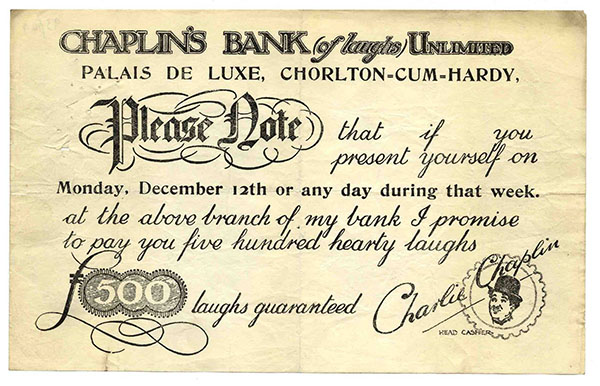 CHAPLIN'S BANK (of laughs) UNLIMITED
PALAIS DE LUXE, CHORLTON=CUM=HARDY,
Please Note that if you
present yourself on
Monday, December 12th or any day during that week.
at the above branch of my bank I promise
to pay you five hundred hearty laughs
£500 laughs guaranteed
Charlie Chaplin
HEAD CASHIER